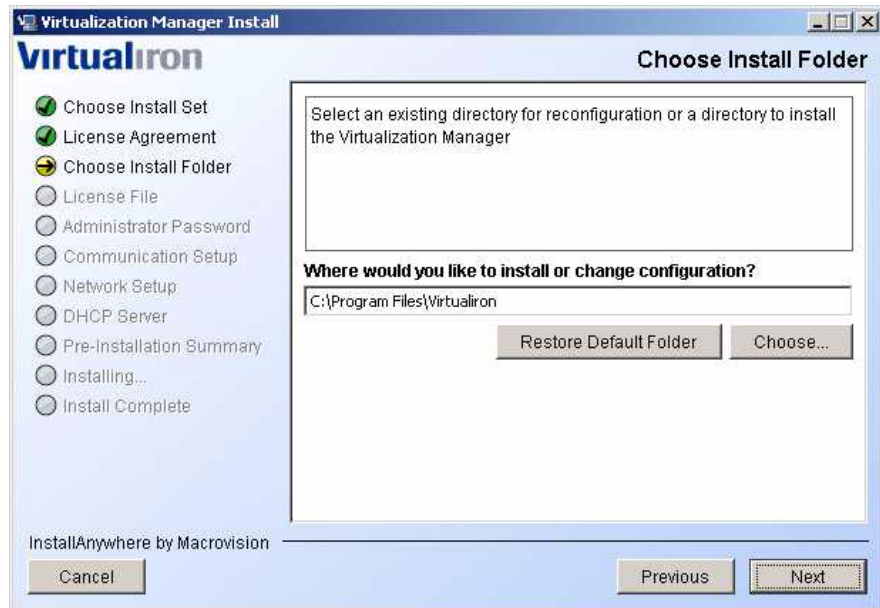 Virtualization Manager Install
Virtualiron
Choose Install Folder
Choose Install Set
License Agreement
Choose Install Folder
License File
Administrator Password
Communication Setup
Network Setup
DHCP Server
Pre-Installation Summary
Installing...
Install Complete
Select an existing directory for reconfiguration or a directory to install
the Virtualization Manager
Where would you like to install or change configuration?
C:\Program Files\Virtualiron
Restore Default Folder
Choose...
InstallAnywhere by Macrovision
Cancel
Previous
Next